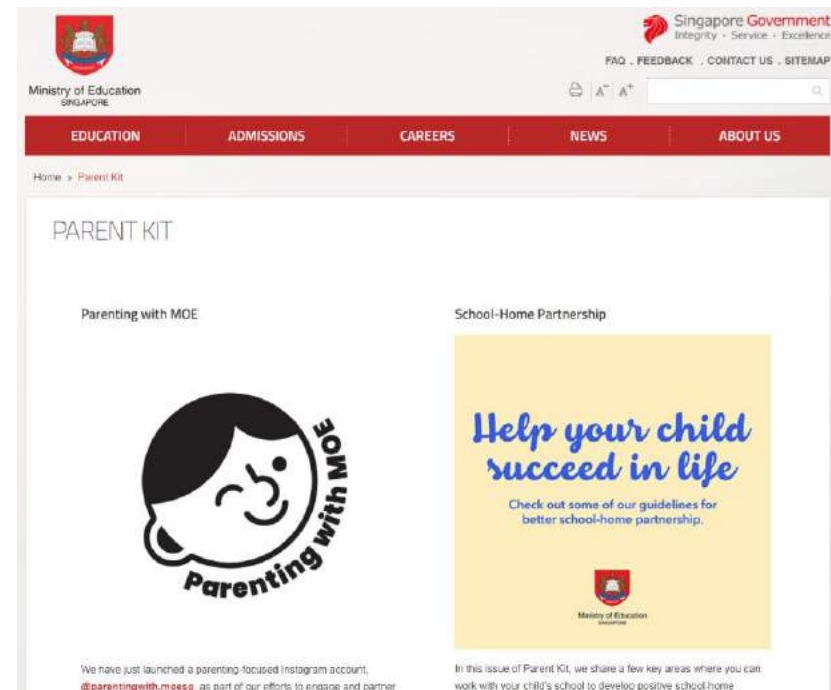 Singapore Government
Integrity · Service · Excellence
FAQ . FEEDBACK . CONTACT US . SITEMAP
Ministry of Education
SINGAPORE
A- A+
EDUCATION ADMISSIONS CAREERS NEWS ABOUT US
Home » Parent Kit
PARENT KIT
Parenting with MOE
Parenting with MOE
We have just launched a parenting-focused Instagram account,
@parentingwith.moesg, as part of our efforts to engage and partner
School-Home Partnership
Help your child
succeed in life
Check out some of our guidelines for
better school-home partnership.
Ministry of Education
SINGAPORE
In this issue of Parent Kit, we share a few key areas where you can
work with your child's school to develop positive school-home